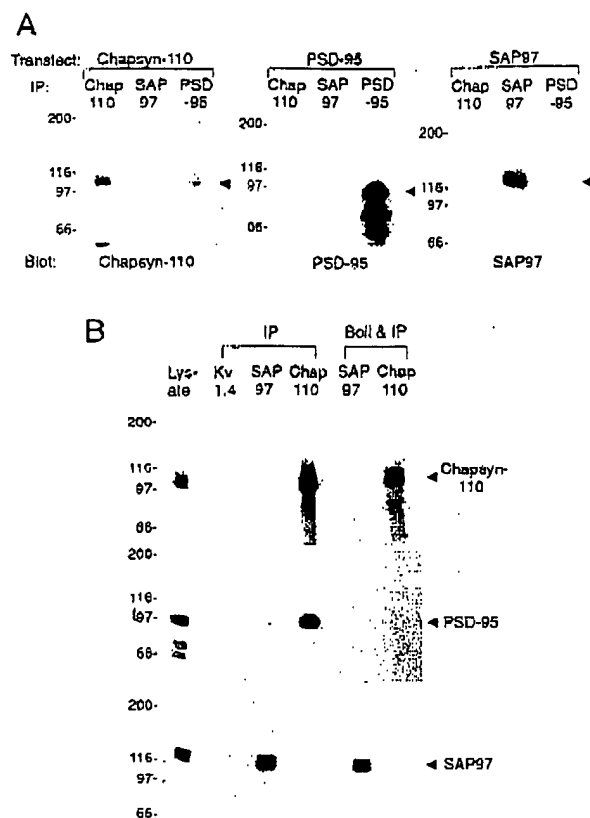 A
Transfect: Chapsyn-110 PSD-95 SAP97
IP: Chap 110 SAP 97 PSD -95 Chap 110 SAP 97 PSD -95 Chap 110 SAP 97 PSD -95
200- 200- 200-
116- 116- 116-
97- 97- 97-
66- 66- 66-
Blot: Chapsyn-110 PSD-95 SAP97
B
IP Boil & IP
Lys- ate Kv 1.4 SAP 97 Chap 110 SAP 97 Chap 110
200-
116- Chapsyn- 110
97-
66-
200-
116-
97- PSD-95
66-
200-
116- SAP97
97-
66-